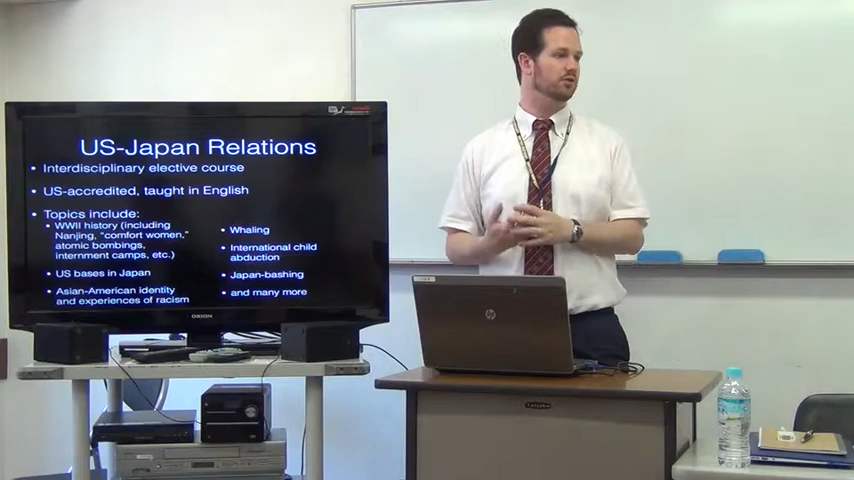 US-Japan Relations
• Interdisciplinary elective course
• US-accredited, taught in English
• Topics include:
• WWII history (including
Nanjing, "comfort women,"
atomic bombings,
internment camps, etc.)
• US bases in Japan
• Asian-American identity
and experiences of racism
• Whaling
• International child
abduction
• Japan-bashing
• and many more
ORION
hp